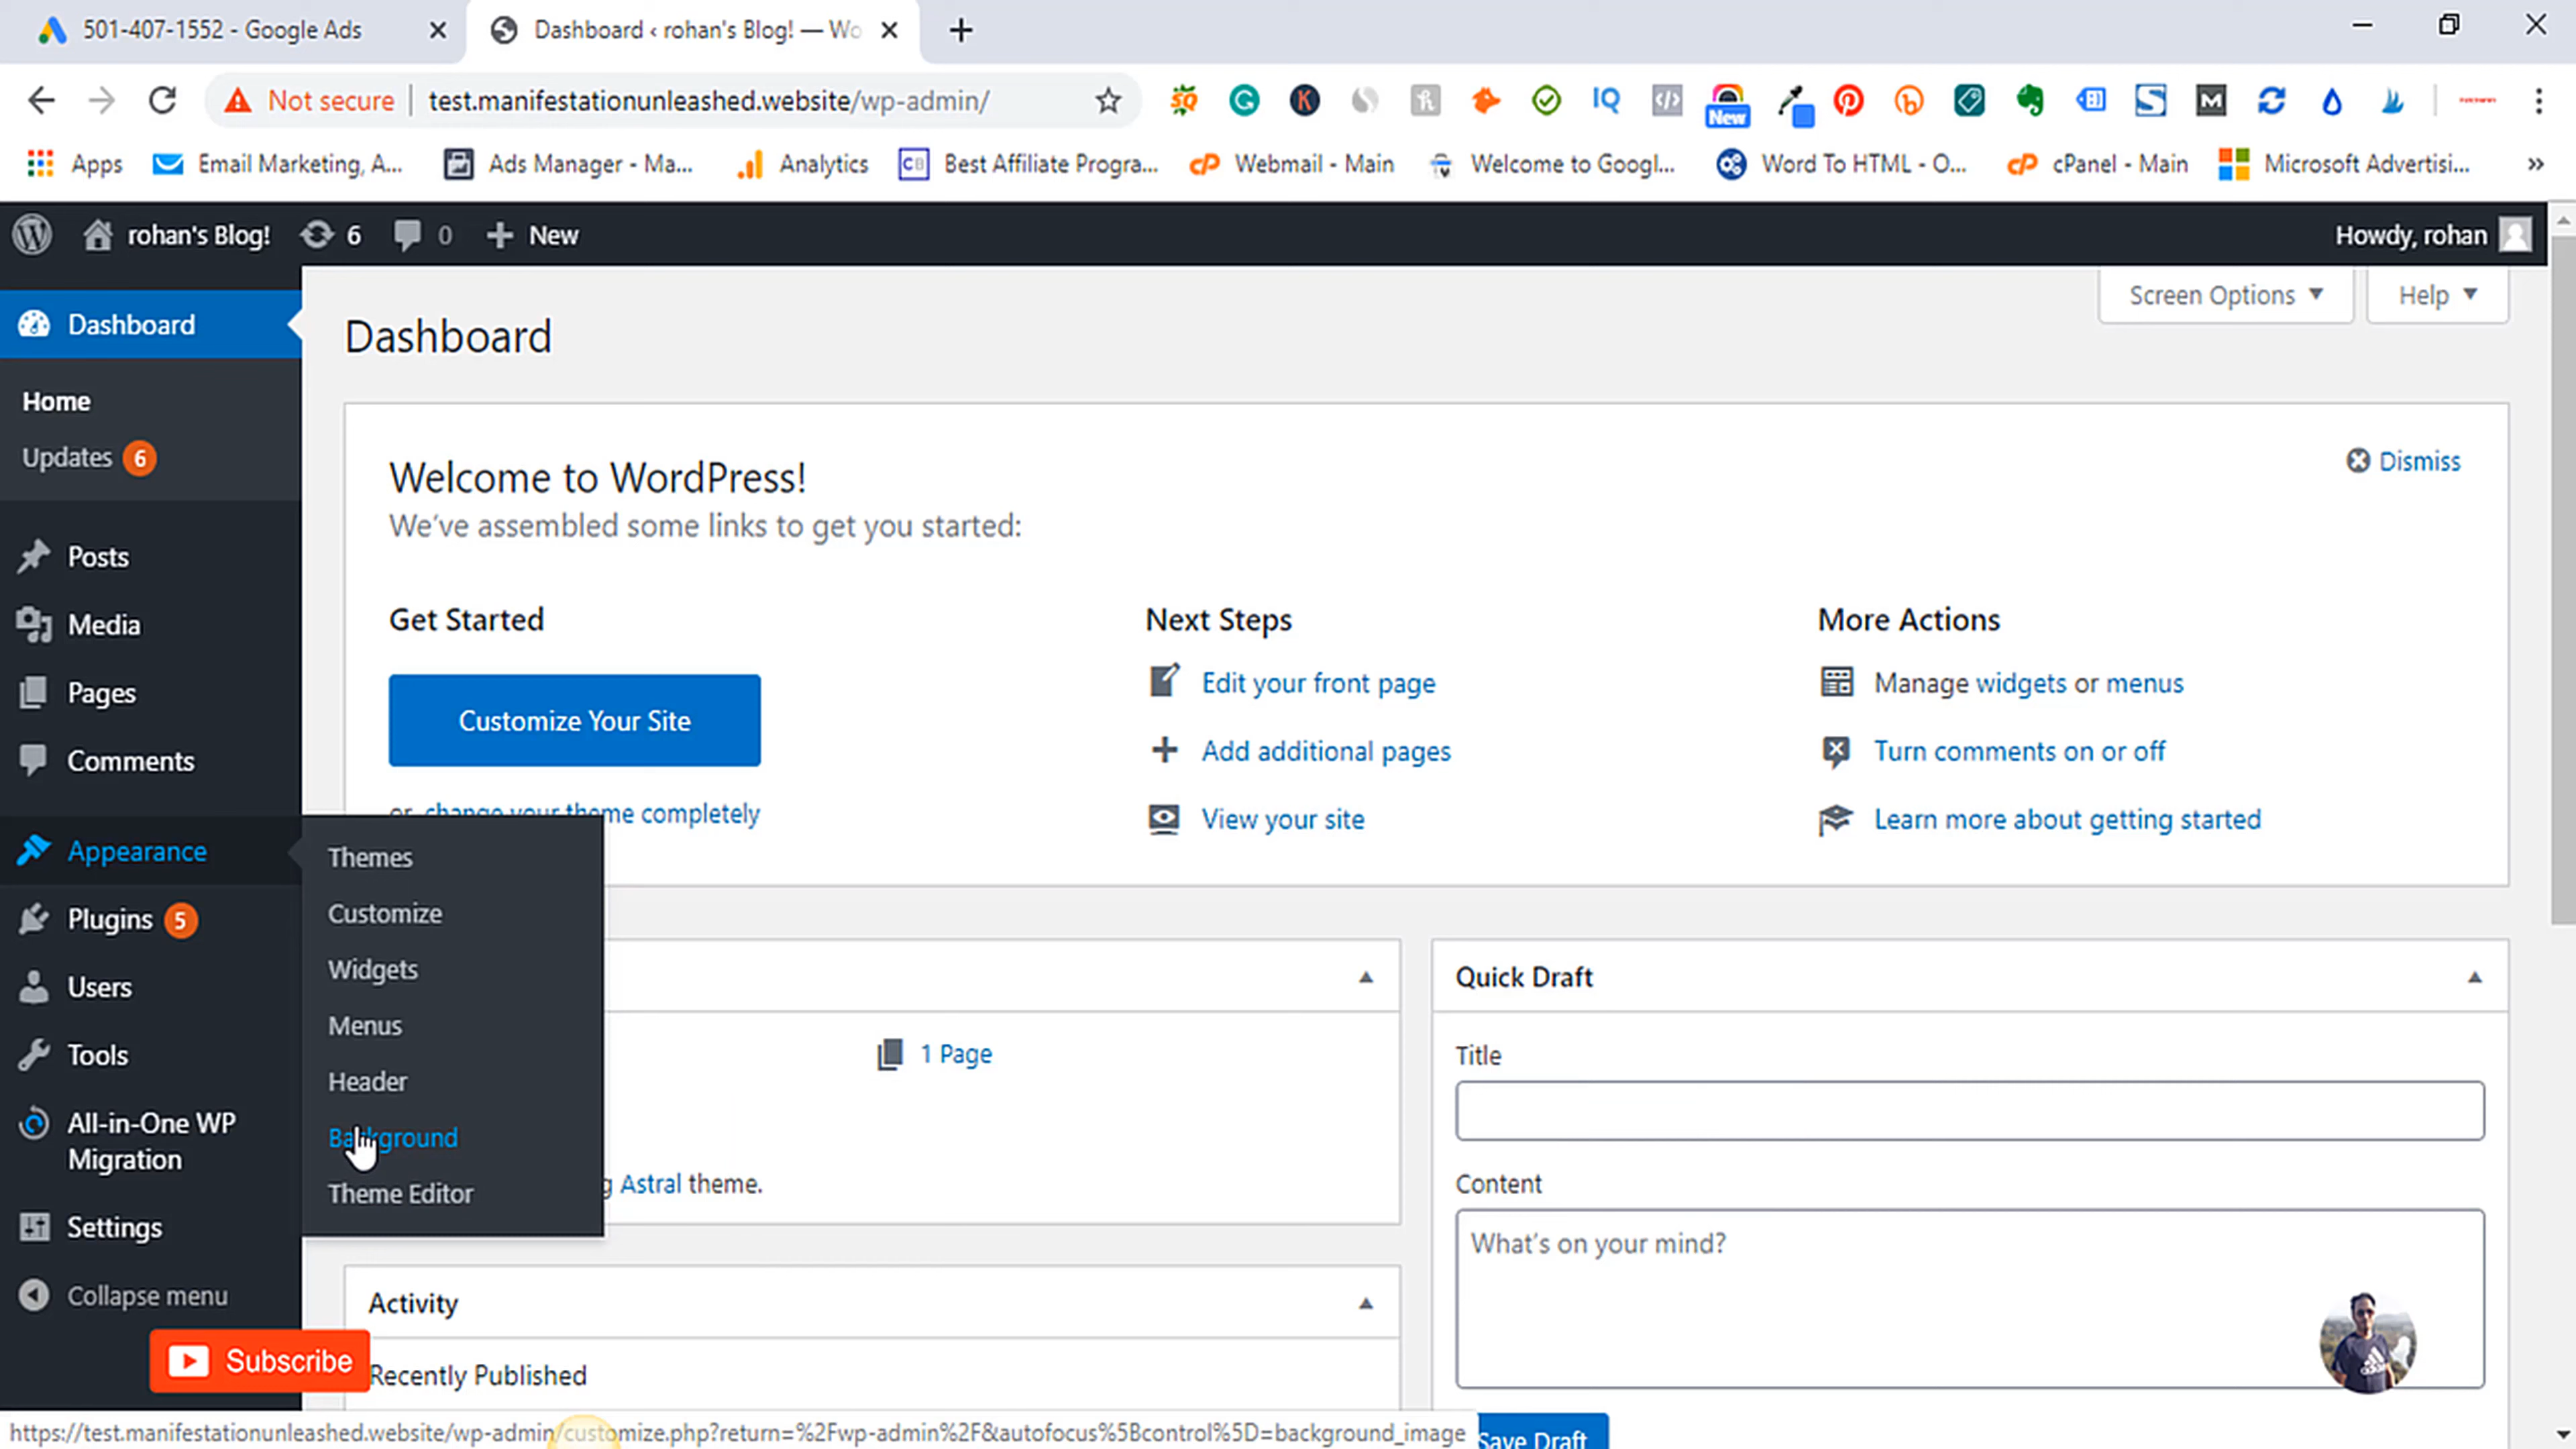 501-407-1552 - Google Ads
Dashboard ‹ rohan's Blog! — Wo
Not secure
test.manifestationunleashed.website/wp-admin/
New
Apps
Email Marketing, A...
Ads Manager - Ma...
Analytics
CB
Best Affiliate Progra...
Webmail - Main
Welcome to Googl...
Word To HTML - O...
cPanel - Main
Microsoft Advertisi...
»
rohan's Blog!
6
0
New
Howdy, rohan
Dashboard
Home
Updates 6
Posts
Media
Pages
Comments
Appearance
Plugins 5
Users
Tools
All-in-One WP
Migration
Settings
Collapse menu
Subscribe
Themes
Customize
Widgets
Menus
Header
Background
Theme Editor
Screen Options
Help
Dashboard
Welcome to WordPress!
We've assembled some links to get you started:
Dismiss
Get Started
Customize Your Site
or, change your theme completely
Next Steps
Edit your front page
Add additional pages
View your site
More Actions
Manage widgets or menus
Turn comments on or off
Learn more about getting started
1 Page
Astral theme.
Activity
Recently Published
Quick Draft
Title
Content
What's on your mind?
Save Draft
https://test.manifestationunleashed.website/wp-admin/customize.php?return=%2Fwp-admin%2F&autofocus%5Bcontrol%5D=background_image